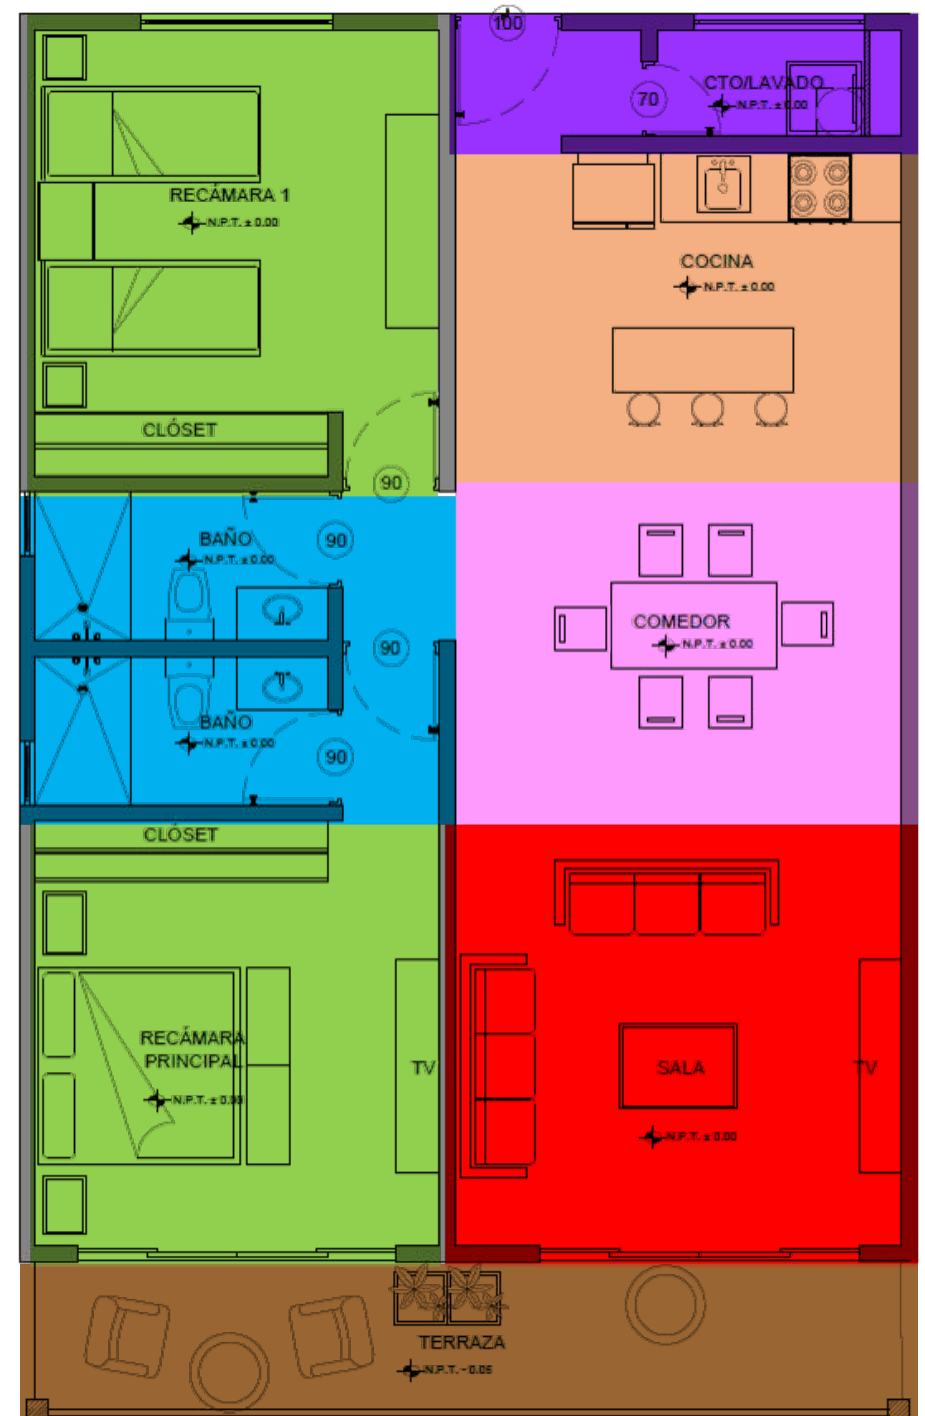 100
CTO/LAVADO
70
N.P.T. ± 0.00
RECÁMARA 1
N.P.T. ± 0.00
COCINA
N.P.T. ± 0.00
CLÓSET
90
BAÑO
90
N.P.T. ± 0.00
COMEDOR
N.P.T. ± 0.00
90
BAÑO
N.P.T. ± 0.00
90
CLÓSET
RECÁMARA
PRINCIPAL
N.P.T. ± 0.00
TV
SALA
TV
N.P.T. ± 0.00
TERRAZA
N.P.T. - 0.05